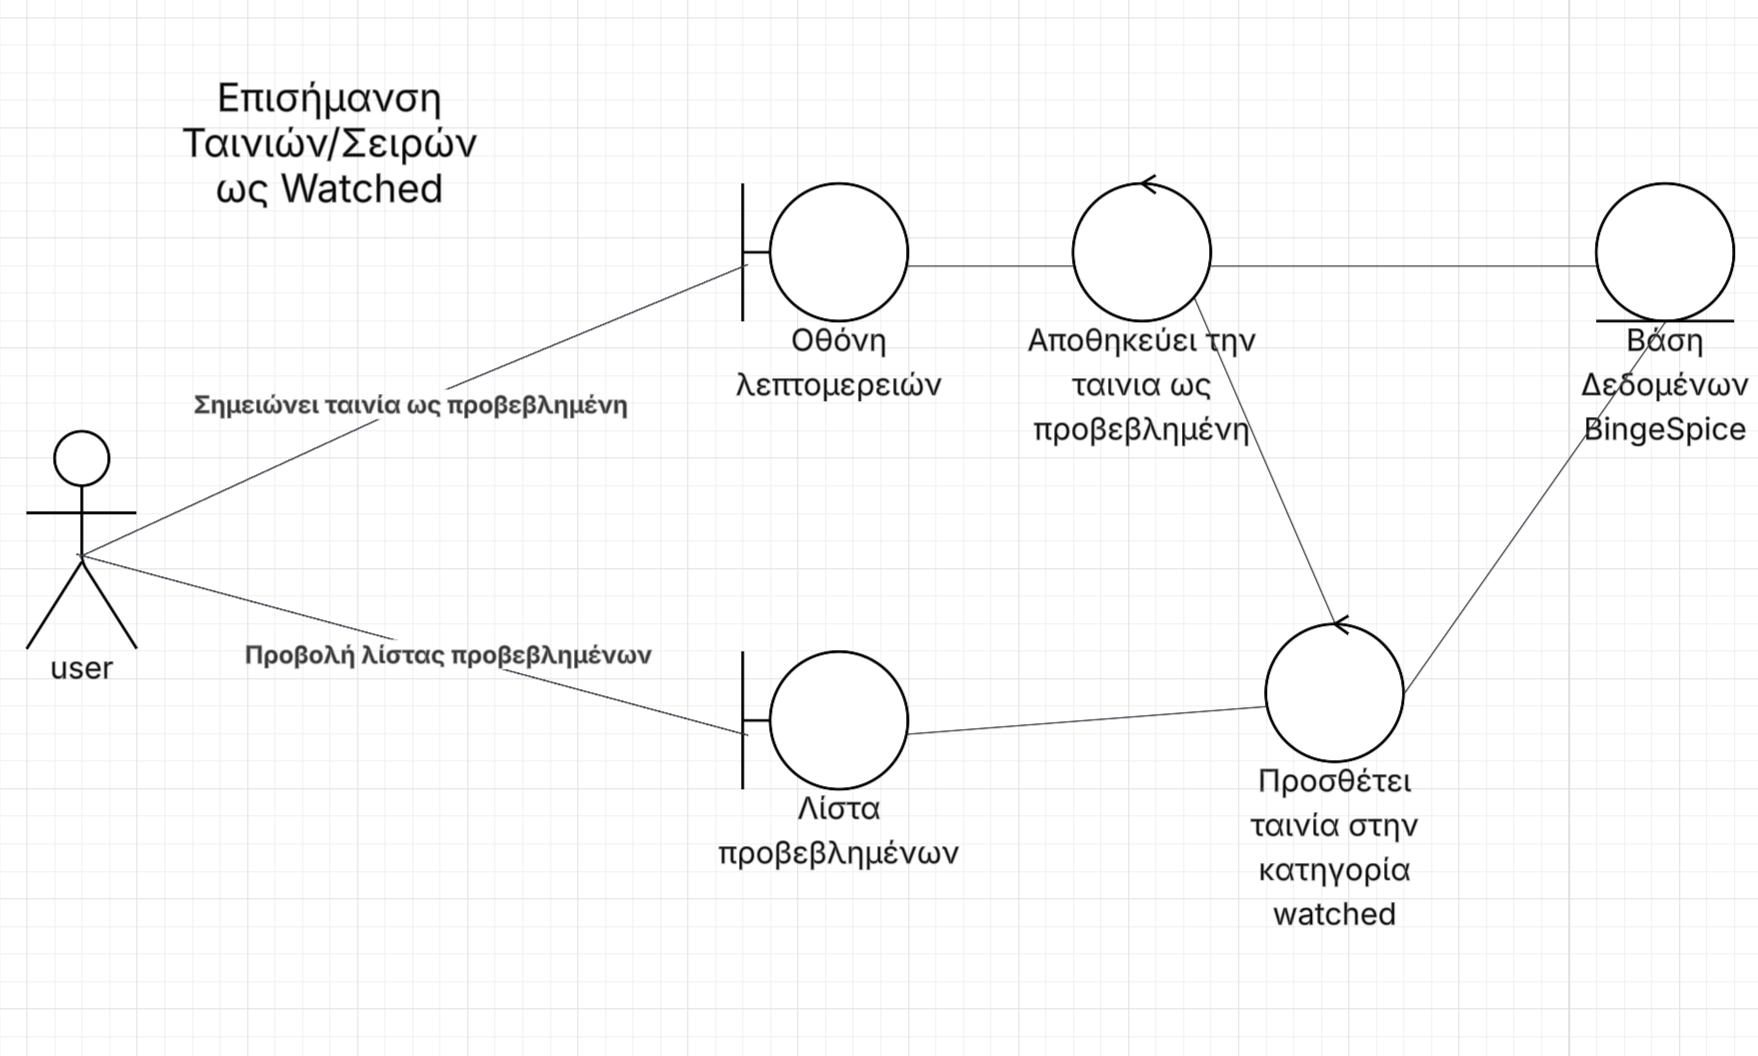 Επισήμανση
Ταινιών/Σειρών
ως Watched
Οθόνη
λεπτομερειών
Αποθηκεύει την
ταινια ως
προβεβλημένη
Βάση
Δεδομένων
BingeSpice
Σημειώνει ταινία ως προβεβλημένη
user
Προβολή λίστας προβεβλημένων
Λίστα
προβεβλημένων
Προσθέτει
ταινία στην
κατηγορία
watched